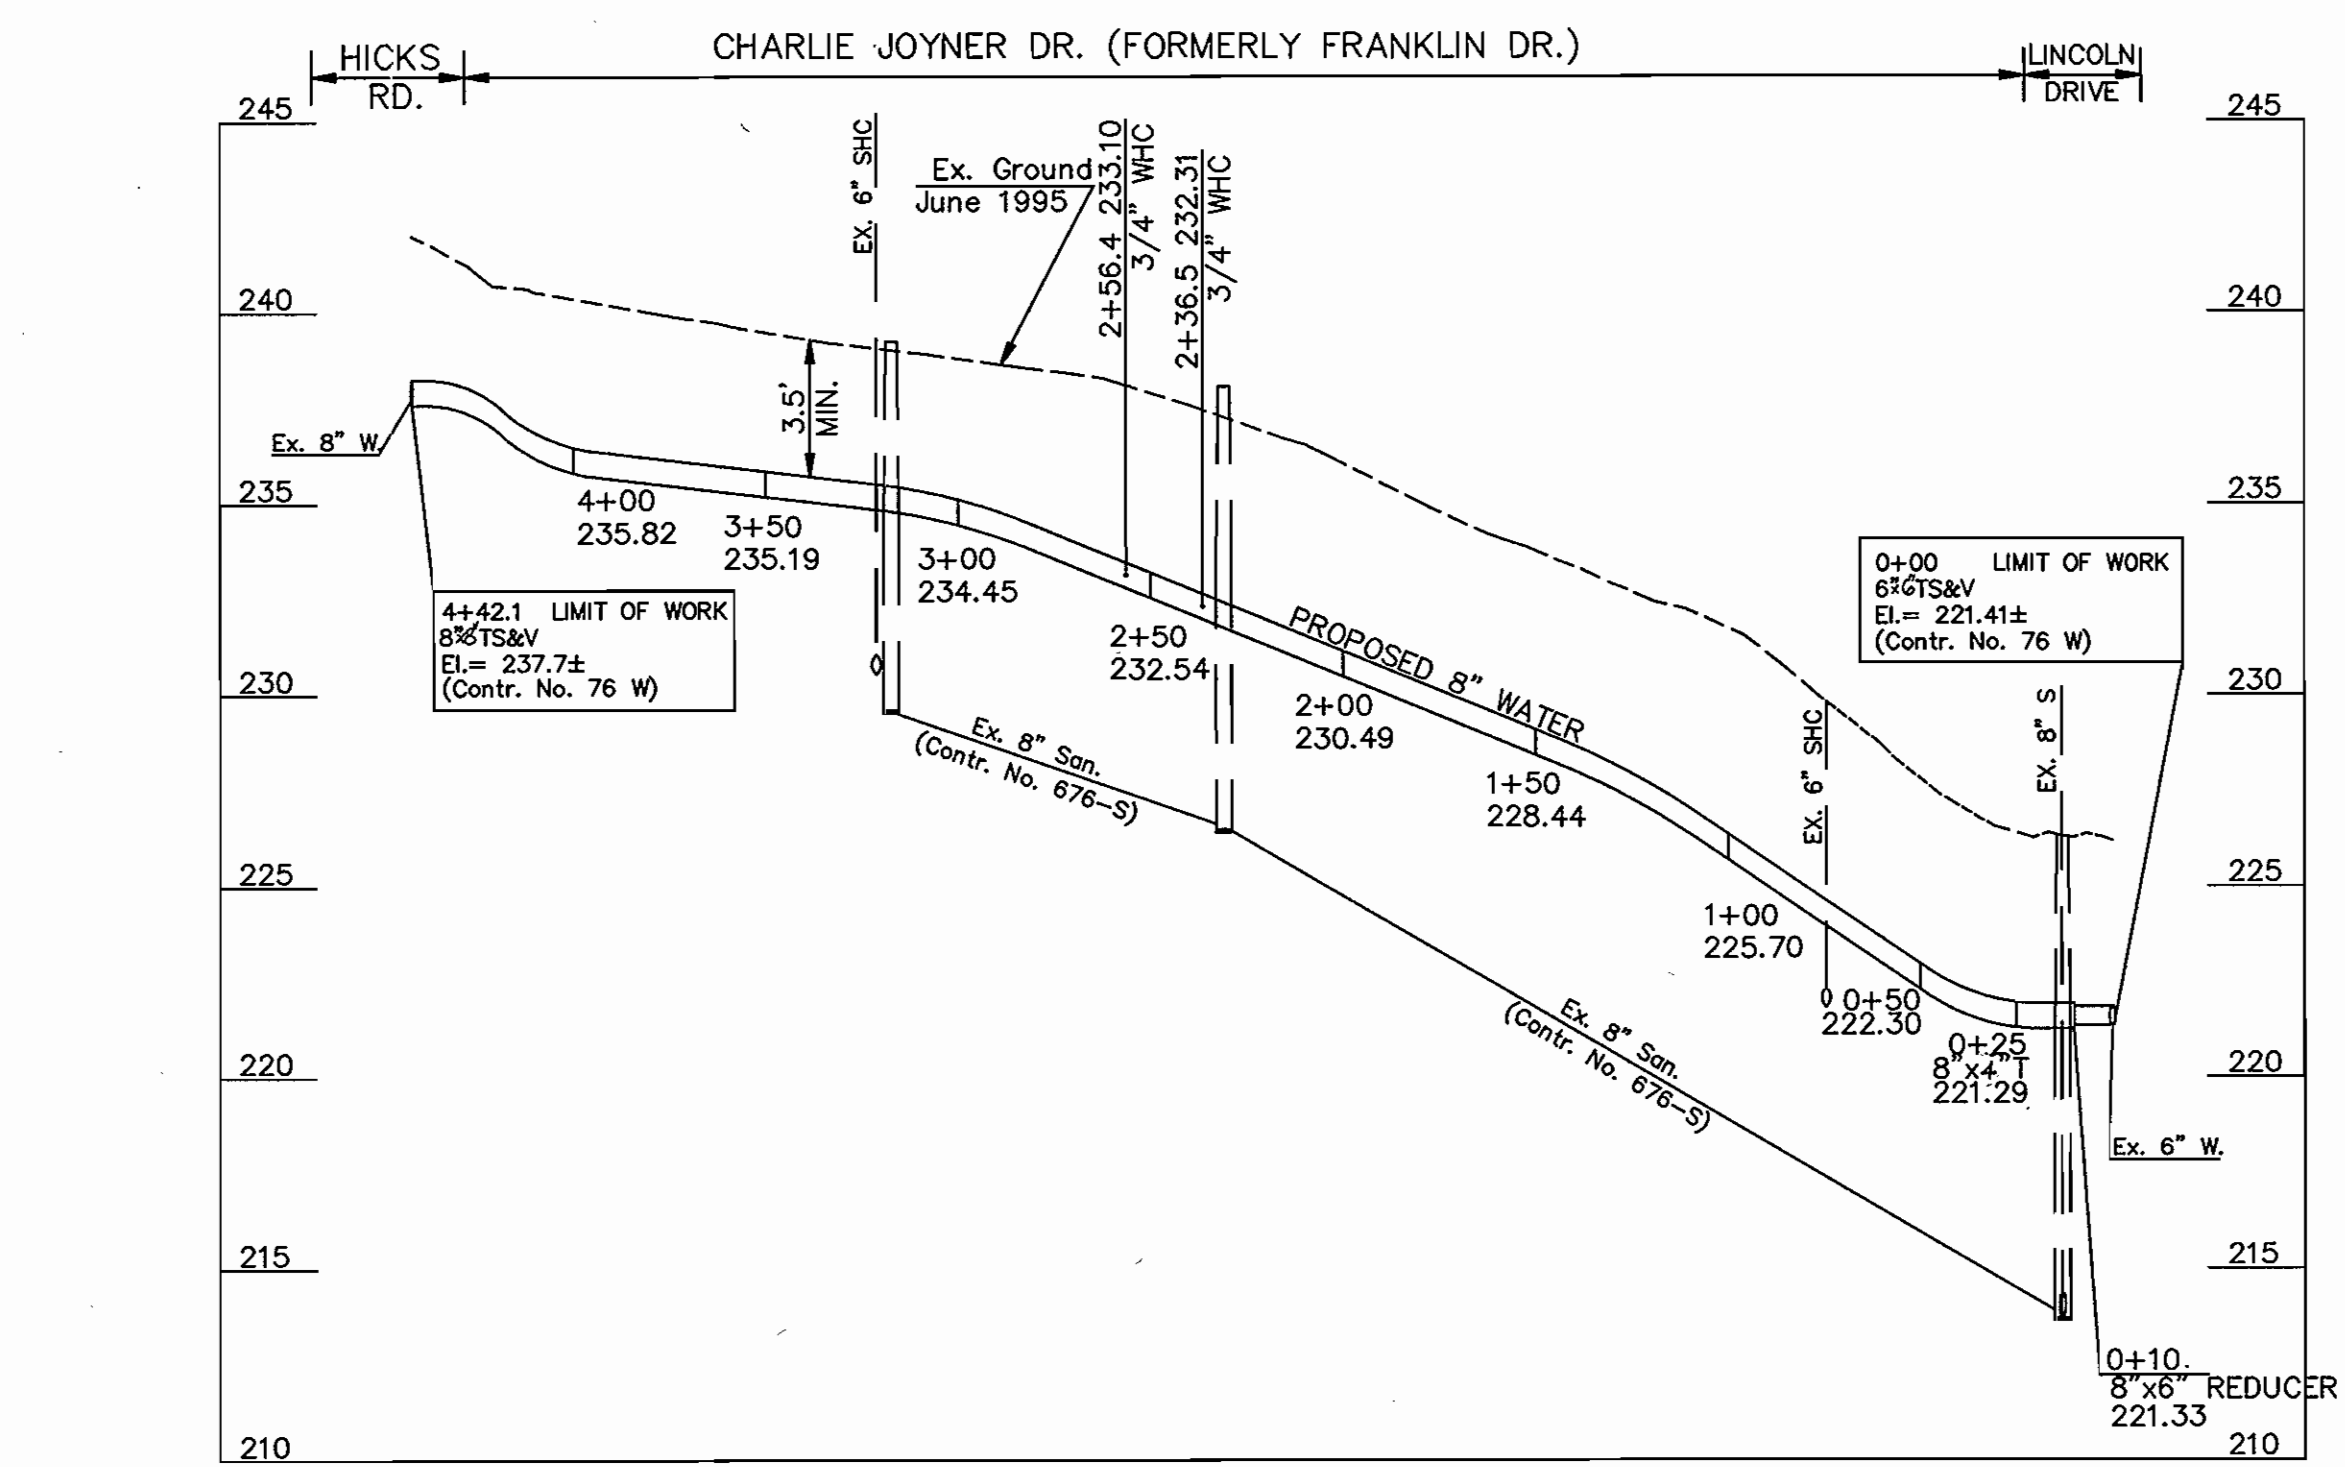 HICKS
RD.
CHARLIE JOYNER DR. (FORMERLY FRANKLIN DR.)
LINCOLN
DRIVE
245
240
235
230
225
220
215
210
245
240
235
230
225
220
215
210
EX. 6" SHC
Ex. Ground
June 1995
2+56.4 233.10
3/4" WHC
2+36.5 232.31
3/4" WHC
3.5'
MIN.
Ex. 8" W.
4+42.1 LIMIT OF WORK
TS&V
El.= 237.7±
(Contr. No. 76 W)
4+00
235.82
3+50
235.19
3+00
234.45
2+50
232.54
2+00
230.49
1+50
228.44
1+00
225.70
0+50
222.30
0+25
8"x4"T
221.29
PROPOSED 8" WATER
Ex. 8" San.
(Contr. No. 676-S)
Ex. 8" San.
(Contr. No. 676-S)
0+00 LIMIT OF WORK
TS&V
El.= 221.41±
(Contr. No. 76 W)
EX. 6" SHC
EX. 8" S
Ex. 6" W.
0+10.
8"x6" REDUCER
221.33